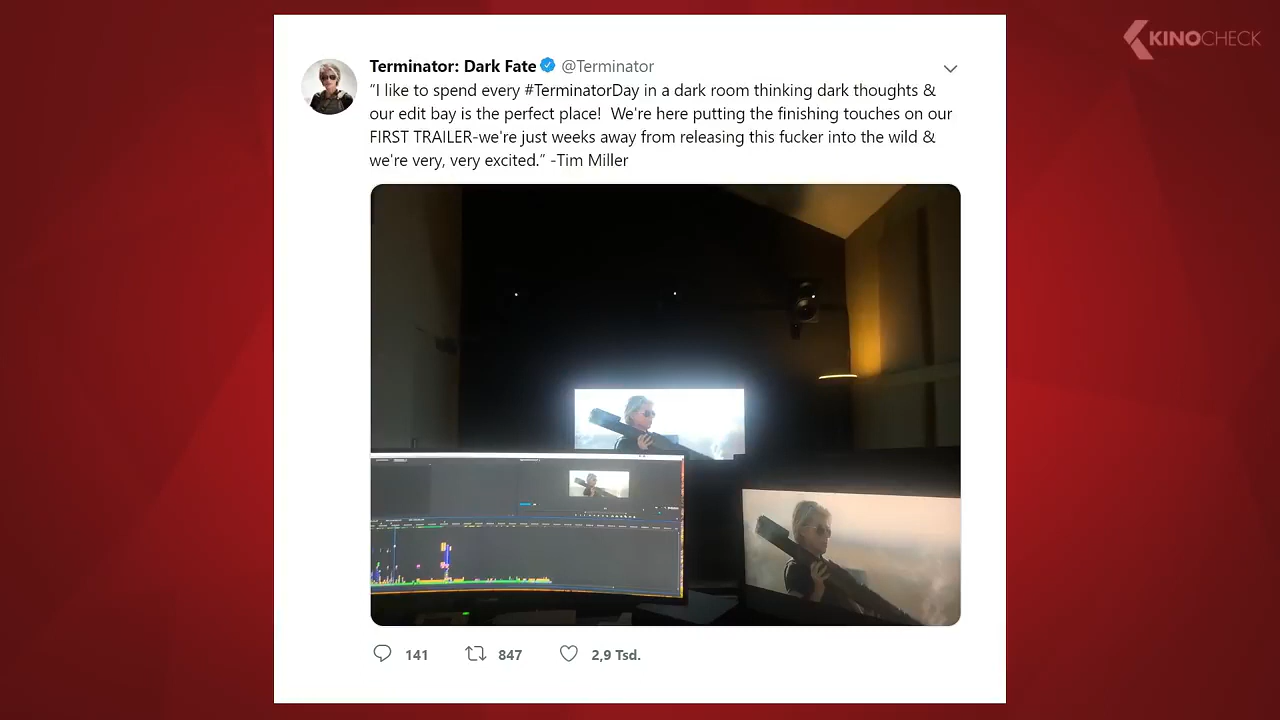 KINOCHECK
Terminator: Dark Fate @Terminator
“I like to spend every #TerminatorDay in a dark room thinking dark thoughts &
our edit bay is the perfect place!  We're here putting the finishing touches on our
FIRST TRAILER-we're just weeks away from releasing this fucker into the wild &
we're very, very excited.” -Tim Miller
141 847 2,9 Tsd.